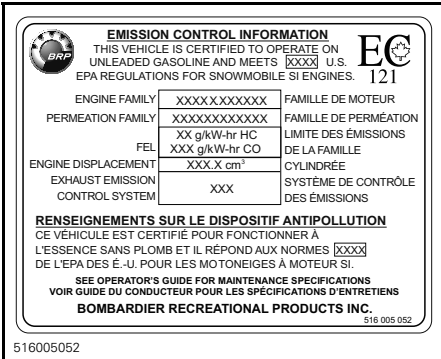 EMISSION CONTROL INFORMATION
THIS VEHICLE IS CERTIFIED TO OPERATE ON
UNLEADED GASOLINE AND MEETS XXXX U.S.
EPA REGULATIONS FOR SNOWMOBILE SI ENGINES.
BRP
EC
121
ENGINE FAMILY XXXXXXXXXXXX FAMILLE DE MOTEUR
PERMEATION FAMILY XXXXXXXXXXXX FAMILLE DE PERMÉATION
XX g/kW-hr HC LIMITE DES ÉMISSIONS
FEL XXX g/kW-hr CO DE LA FAMILLE
ENGINE DISPLACEMENT XXX.X cm³ CYLINDRÉE
EXHAUST EMISSION SYSTÈME DE CONTRÔLE
XXX
CONTROL SYSTEM DES ÉMISSIONS
RENSEIGNEMENTS SUR LE DISPOSITIF ANTIPOLLUTION
CE VÉHICULE EST CERTIFIÉ POUR FONCTIONNER À
L'ESSENCE SANS PLOMB ET IL RÉPOND AUX NORMES XXXX
DE L'EPA DES É.-U. POUR LES MOTONEIGES À MOTEUR SI.
SEE OPERATOR'S GUIDE FOR MAINTENANCE SPECIFICATIONS
VOIR GUIDE DU CONDUCTEUR POUR LES SPÉCIFICATIONS D'ENTRETIENS
BOMBARDIER RECREATIONAL PRODUCTS INC.
516 005 052
516005052